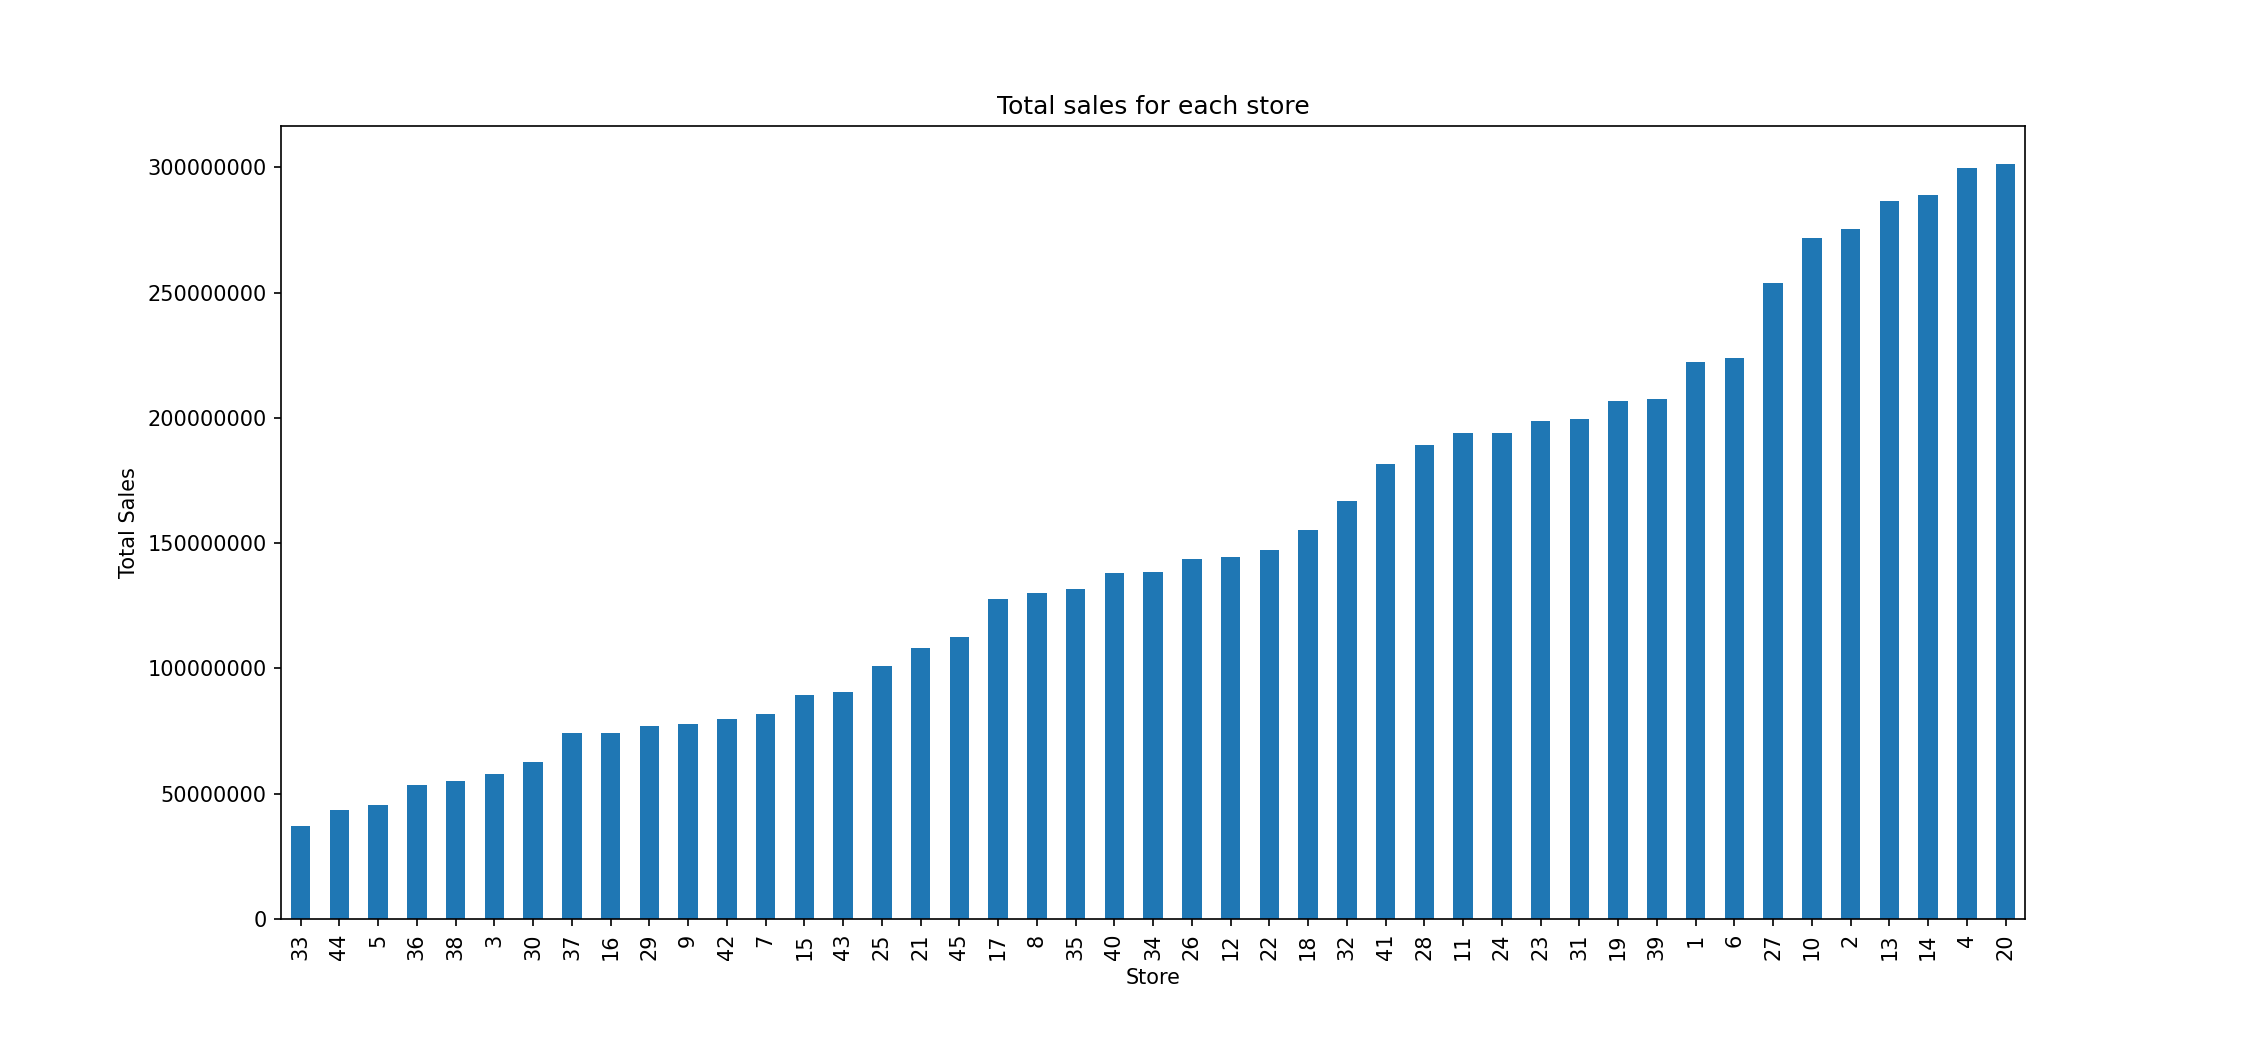 Total sales for each store
Total Sales
300000000
250000000
200000000
150000000
100000000
50000000
0
33 44 5 36 38 3 30 37 16 29 9 42 7 15 43 25 21 45 17 8 35 40 34 26 12 22 18 32 41 28 11 24 23 31 19 39 1 6 27 10 2 13 14 4 20
Store